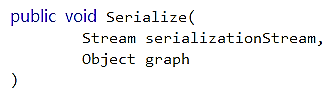 public void Serialize(
Stream serializationStream,
Object graph
)